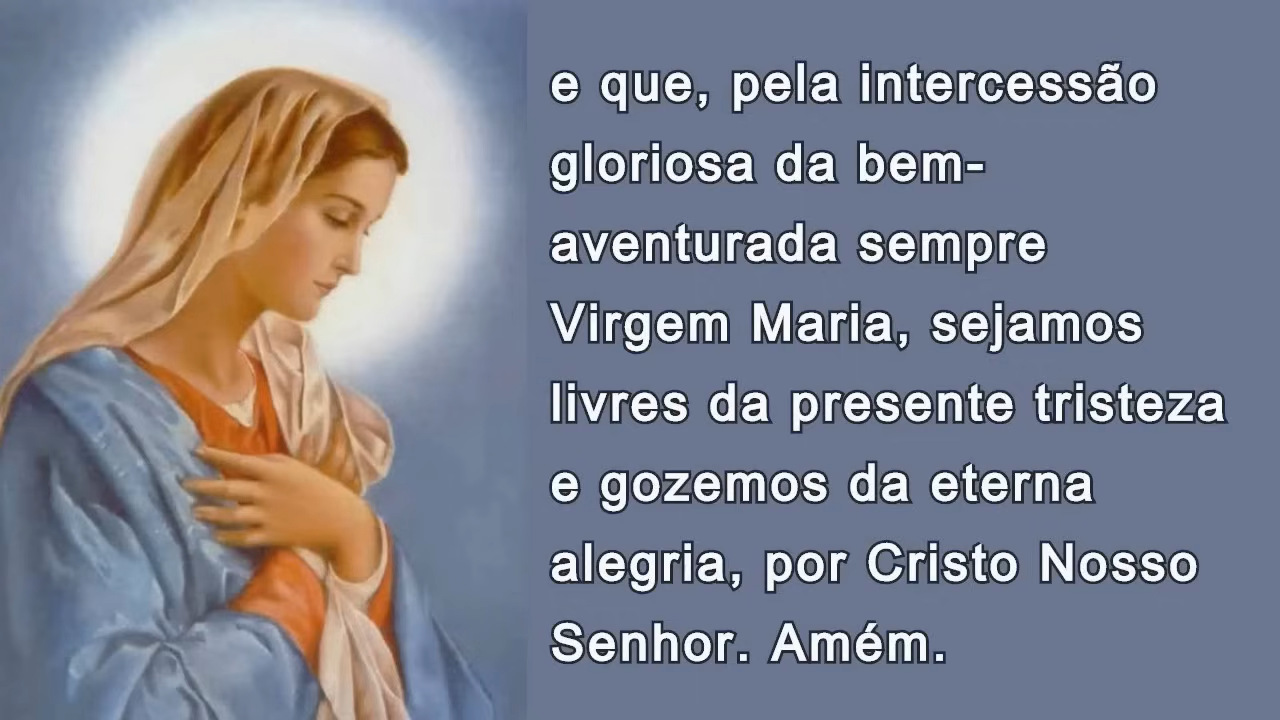 e que, pela intercessão
gloriosa da bem-
aventurada sempre
Virgem Maria, sejamos
livres da presente tristeza
e gozemos da eterna
alegria, por Cristo Nosso
Senhor. Amém.